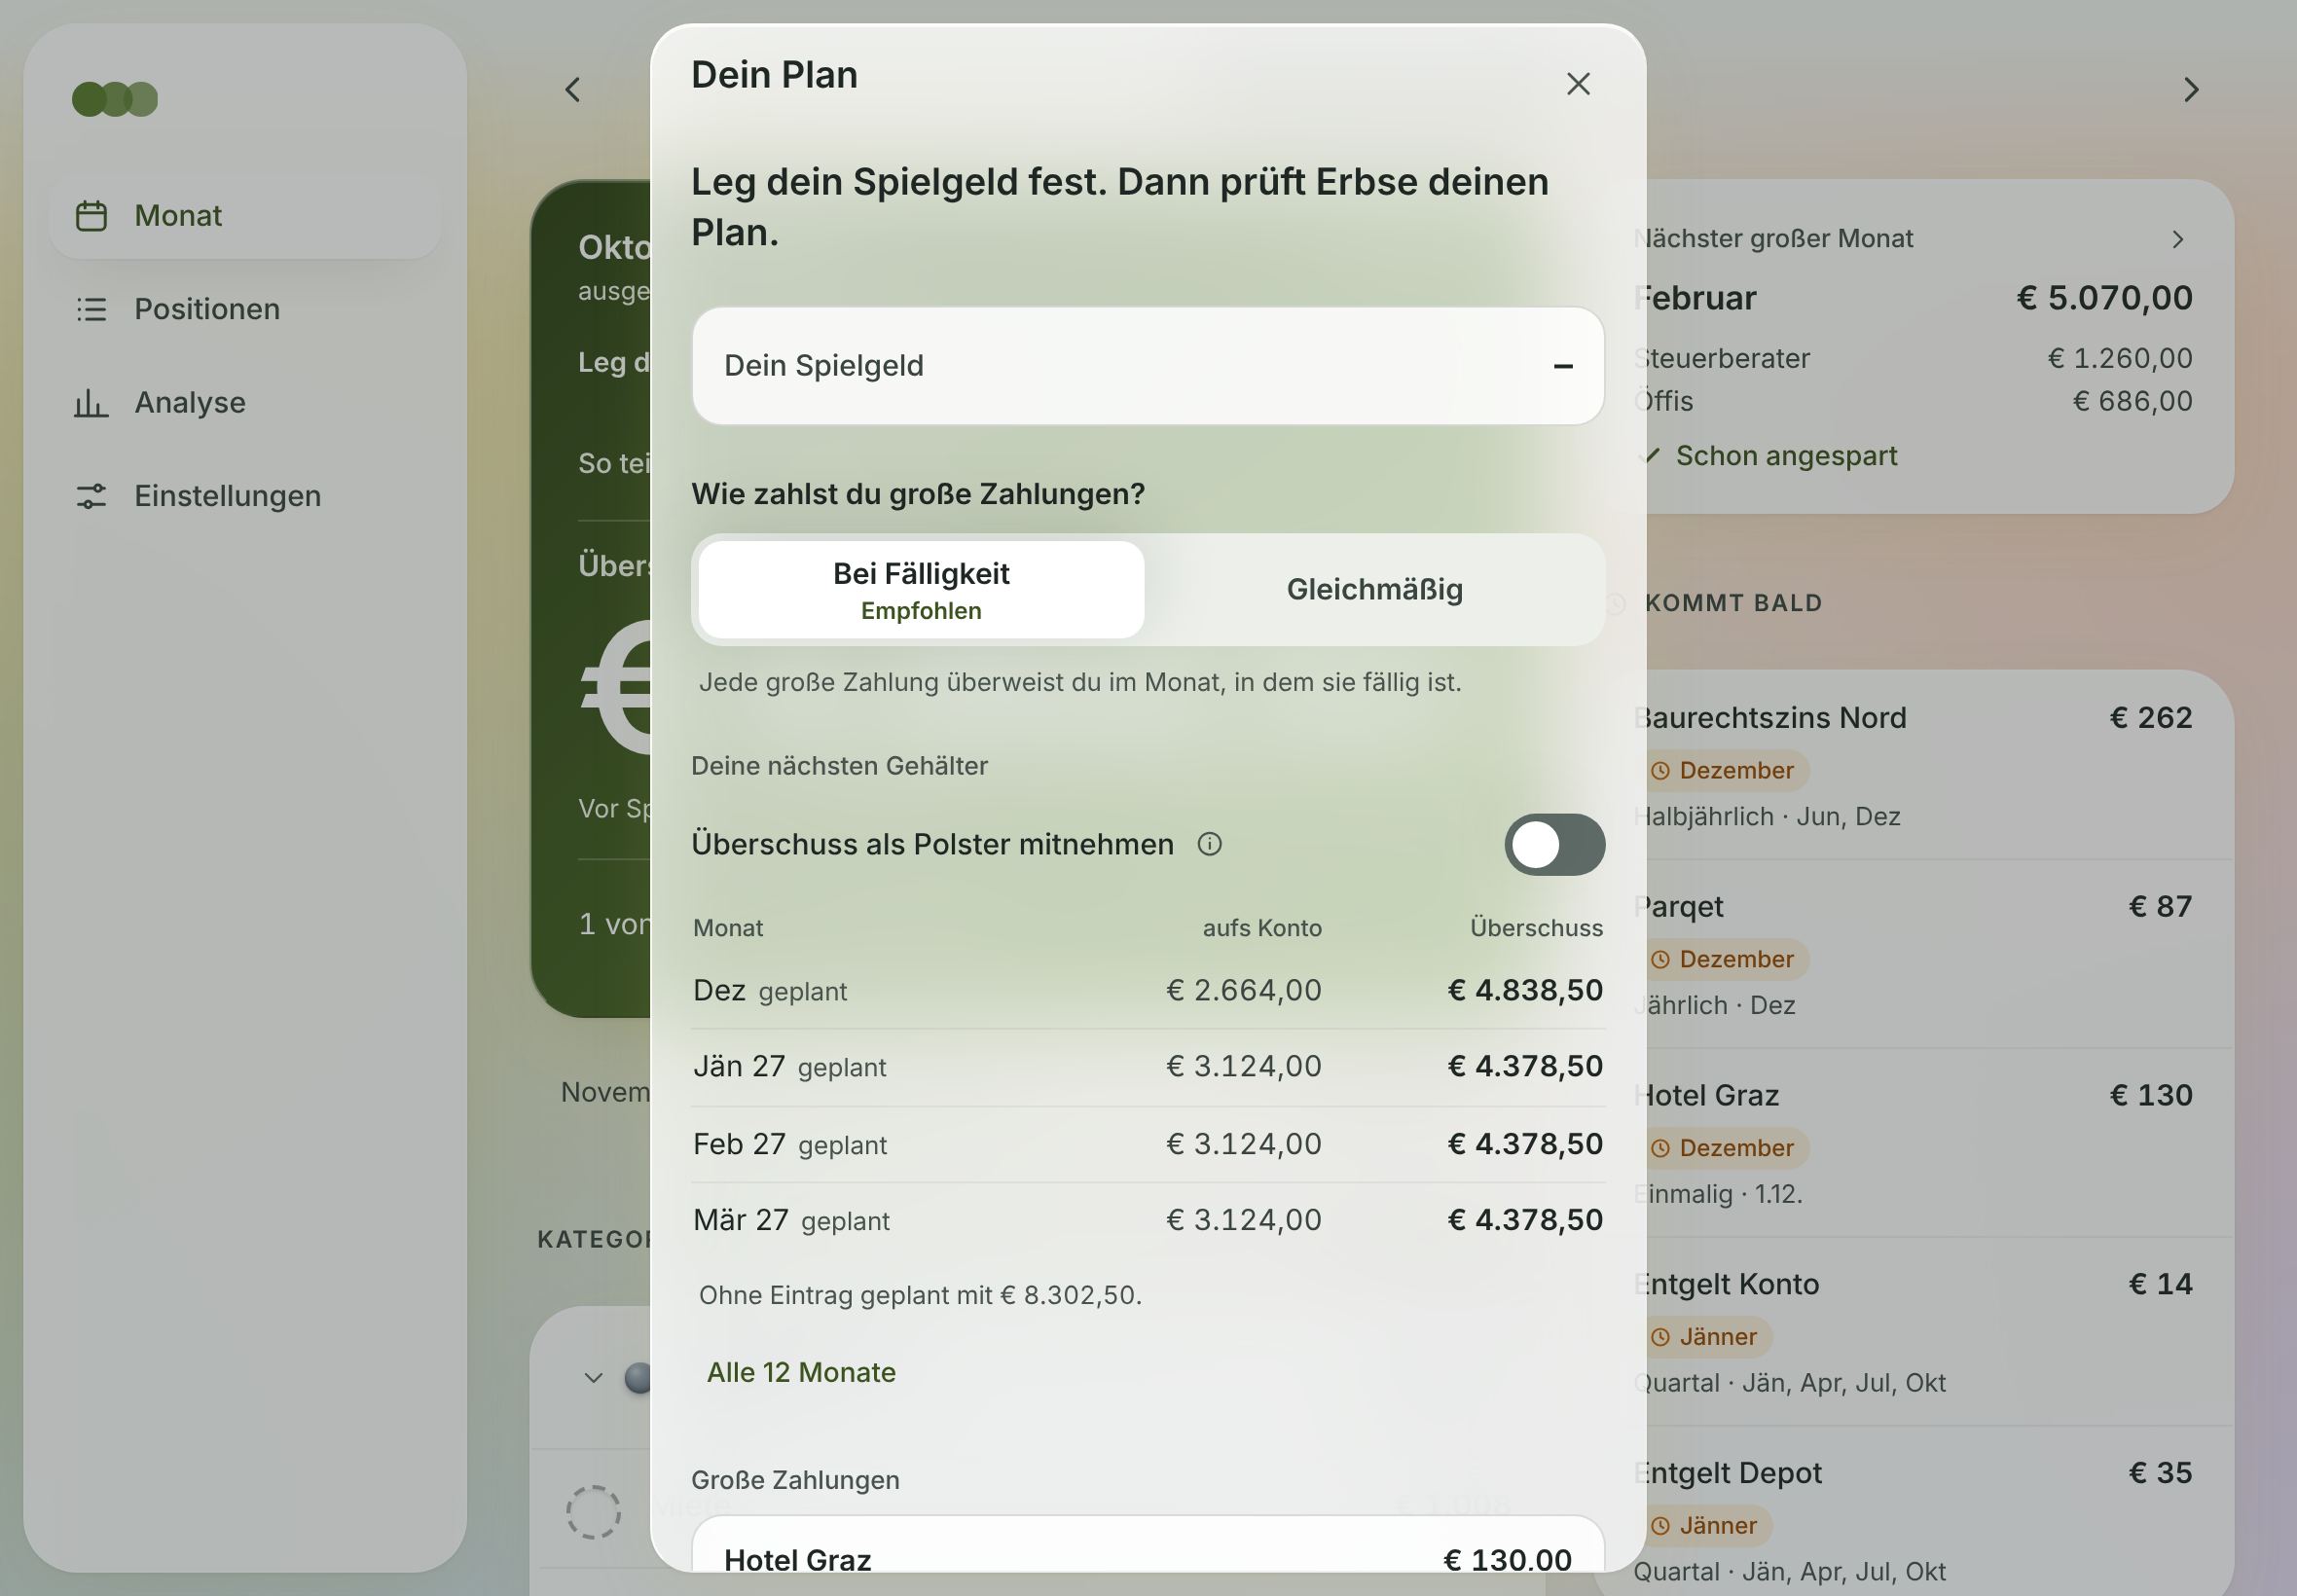 Monat
Positionen
Analyse
Einstellungen
Dein Plan
Leg dein Spielgeld fest. Dann prüft Erbse deinen
Plan.
Dein Spielgeld –
Wie zahlst du große Zahlungen?
Bei Fälligkeit
Empfohlen
Gleichmäßig
Jede große Zahlung überweist du im Monat, in dem sie fällig ist.
Deine nächsten Gehälter
Überschuss als Polster mitnehmen
Monat aufs Konto Überschuss
Dez geplant € 2.664,00 € 4.838,50
Jän 27 geplant € 3.124,00 € 4.378,50
Feb 27 geplant € 3.124,00 € 4.378,50
Mär 27 geplant € 3.124,00 € 4.378,50
Ohne Eintrag geplant mit € 8.302,50.
Alle 12 Monate
Große Zahlungen
Hotel Graz € 130,00
Leg
So
€
Vor
1
Nächster großer Monat
Februar € 5.070,00
Steuerberater € 1.260,00
Öffis € 686,00
Schon angespart
KOMMT BALD
Baurechtszins Nord € 262
Dezember
Halbjährlich · Jun, Dez
Parqet € 87
Dezember
Jährlich · Dez
Hotel Graz € 130
Dezember
Einmalig · 1.12.
Entgelt Konto € 14
Jänner
Quartal · Jän, Apr, Jul, Okt
Entgelt Depot € 35
Jänner
Quartal · Jän, Apr, Jul, Okt